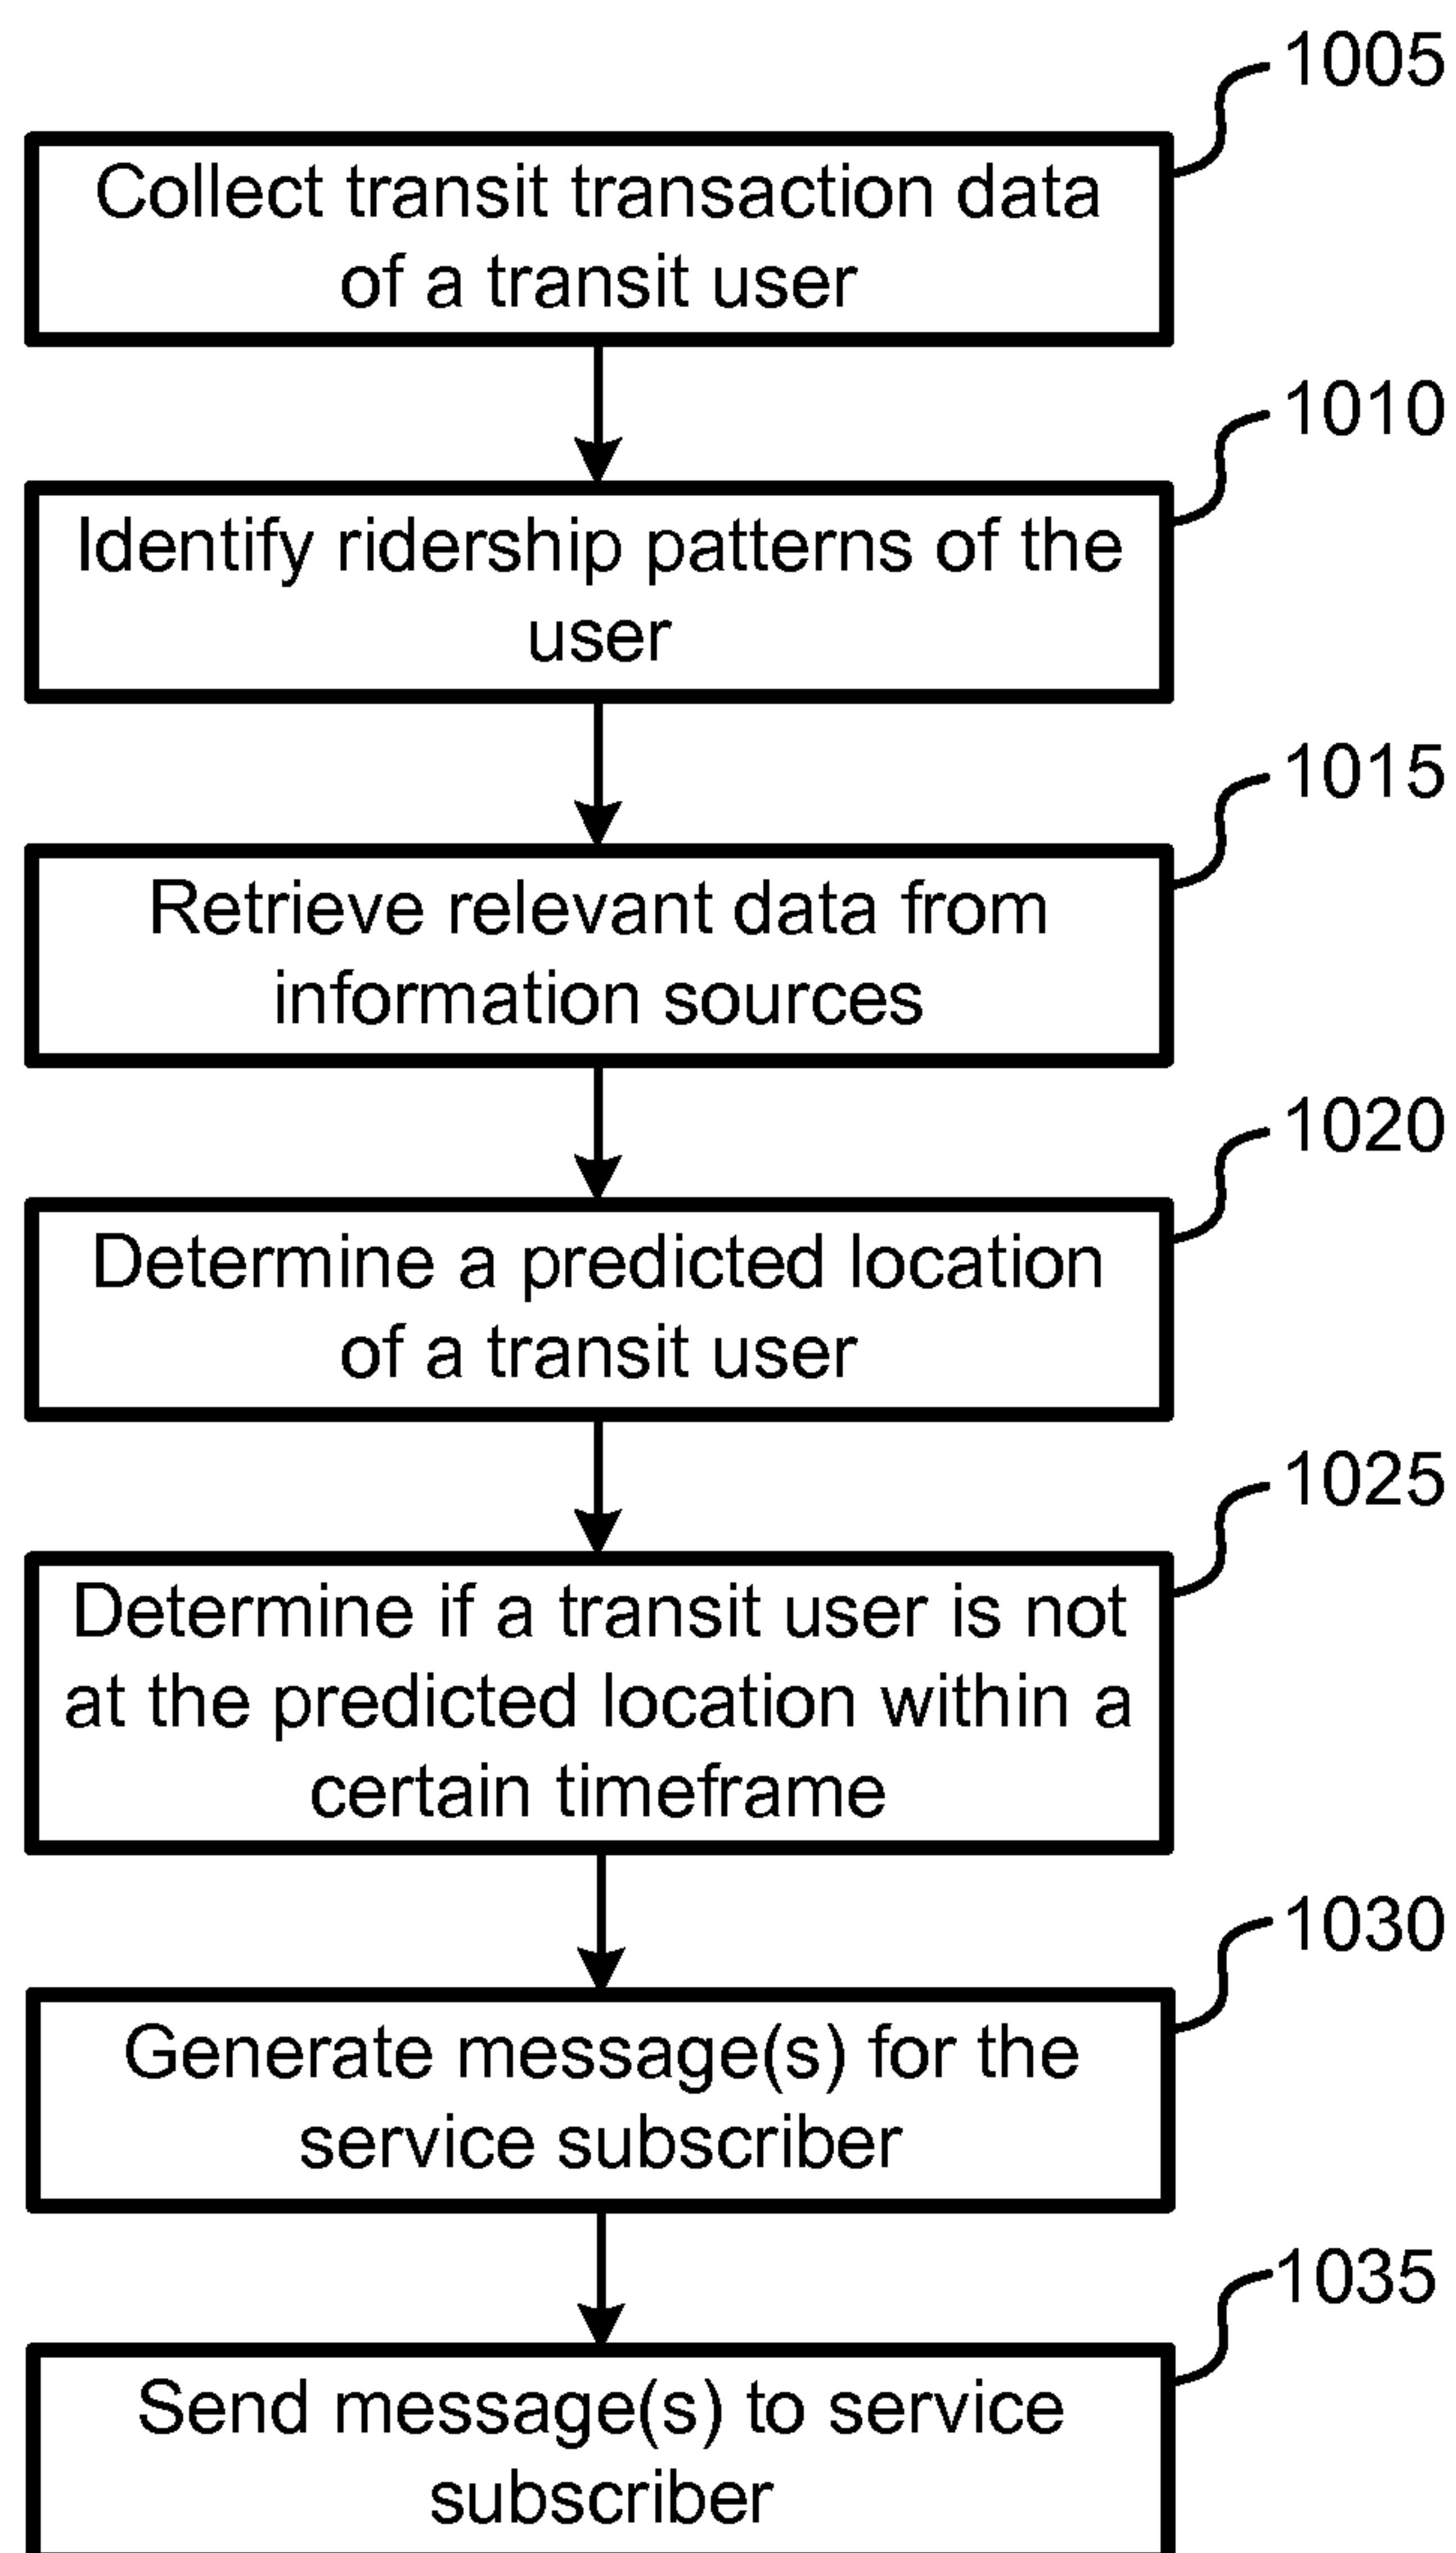 1005
Collect transit transaction data
of a transit user
1010
Identify ridership patterns of the
user
1015
Retrieve relevant data from
information sources
1020
Determine a predicted location
of a transit user
1025
Determine if a transit user is not
at the predicted location within a
certain timeframe
1030
Generate message(s) for the
service subscriber
1035
Send message(s) to service
subscriber